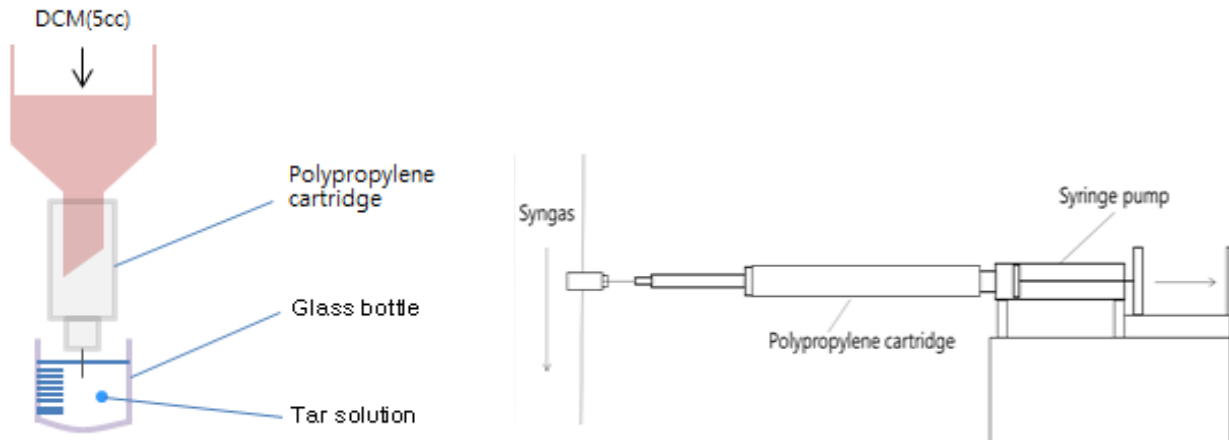 DCM(5cc)
Polypropylene
cartridge
Glass bottle
Tar solution
Syngas
Syringe pump
Polypropylene cartridge